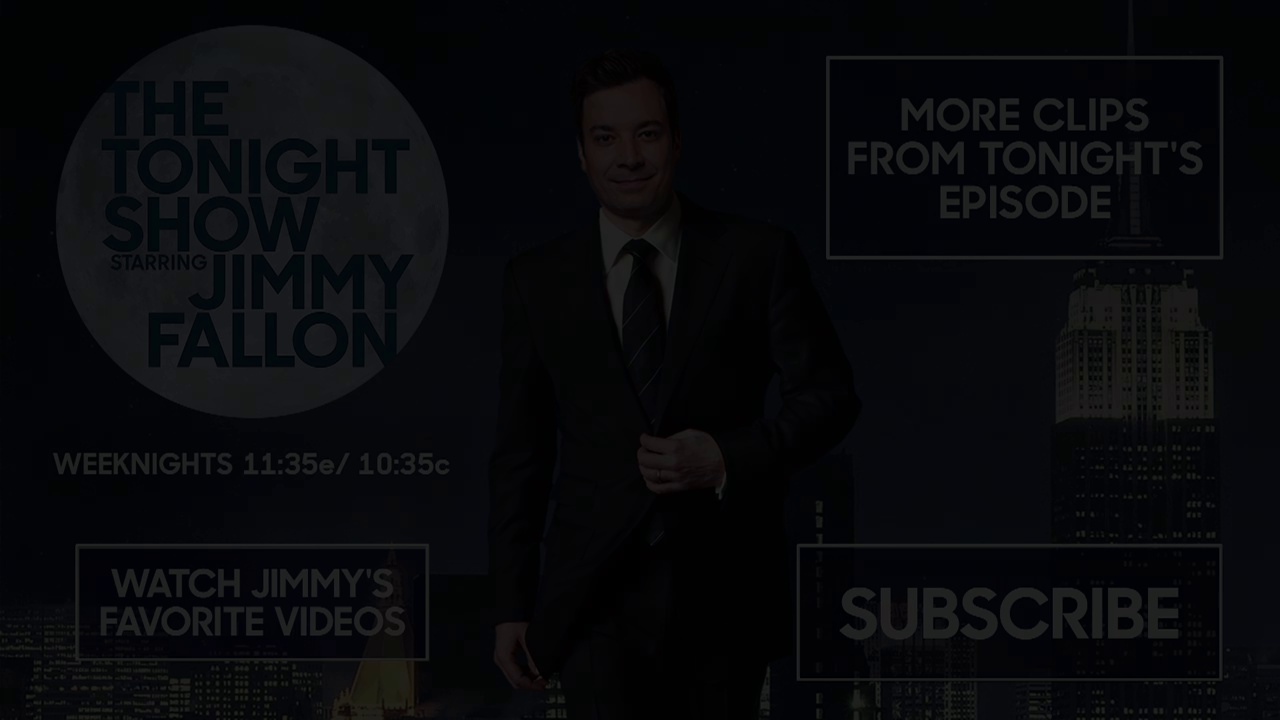 THE
TONIGHT
SHOW
STARRING JIMMY
FALLON
WEEKNIGHTS 11:35e/ 10:35c
WATCH JIMMY'S
FAVORITE VIDEOS
MORE CLIPS
FROM TONIGHT'S
EPISODE
SUBSCRIBE